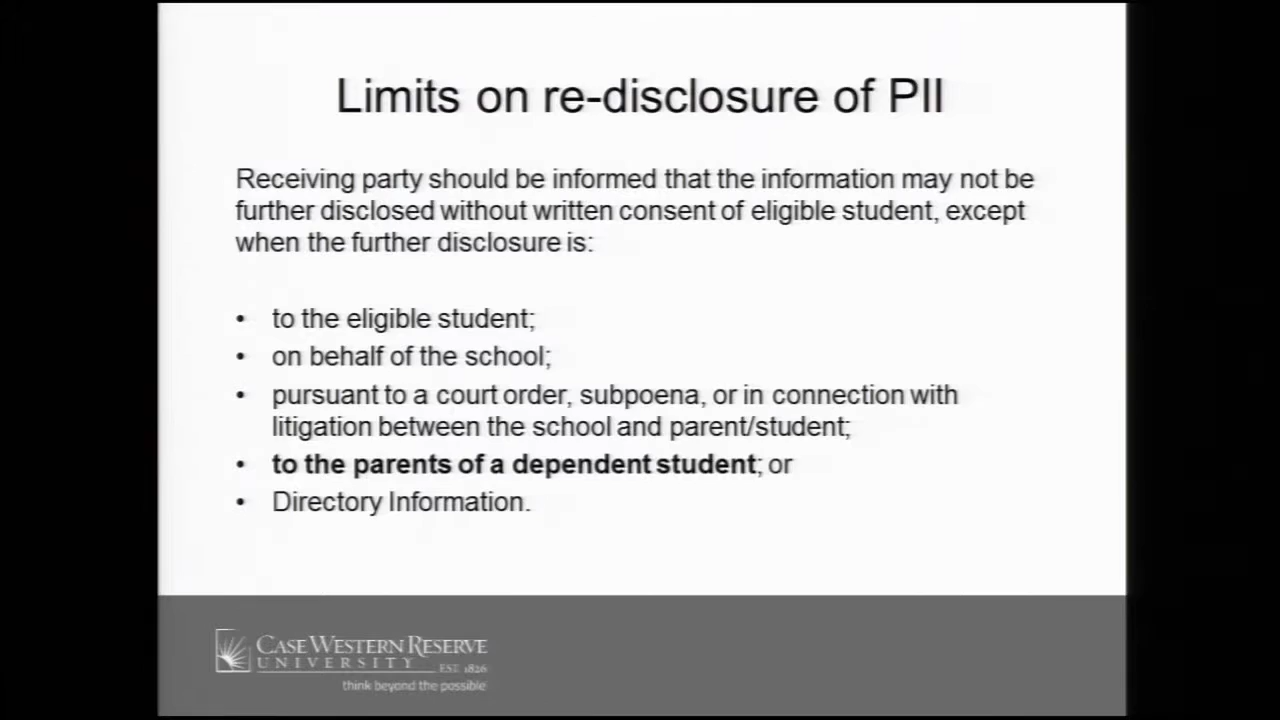 Limits on re-disclosure of PII
Receiving party should be informed that the information may not be
further disclosed without written consent of eligible student, except
when the further disclosure is:
• to the eligible student;
• on behalf of the school;
• pursuant to a court order, subpoena, or in connection with
litigation between the school and parent/student;
• to the parents of a dependent student; or
• Directory Information.
CASE WESTERN RESERVE
UNIVERSITY EST. 1826
think beyond the possible